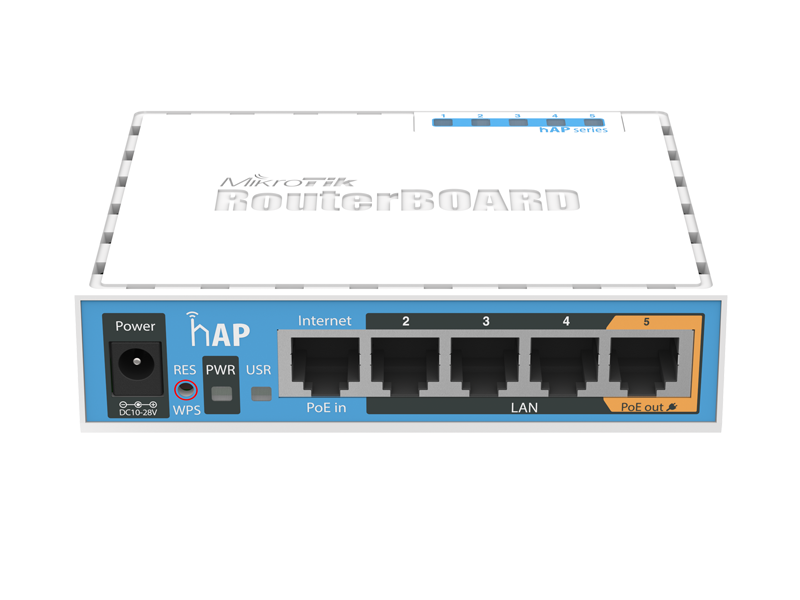 1 2 3 4 5
hAP series
MikroTik
RouterBOARD
Power
hAP
Internet
2 3 4 5
RES
PWR
USR
WPS
DC10-28V
PoE in
LAN
PoE out